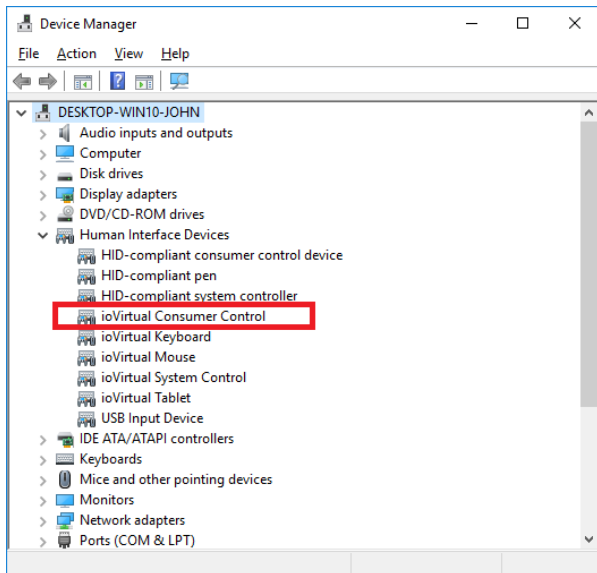 Device Manager
File Action View Help
DESKTOP-WIN10-JOHN
Audio inputs and outputs
Computer
Disk drives
Display adapters
DVD/CD-ROM drives
Human Interface Devices
HID-compliant consumer control device
HID-compliant pen
HID-compliant system controller
ioVirtual Consumer Control
ioVirtual Keyboard
ioVirtual Mouse
ioVirtual System Control
ioVirtual Tablet
USB Input Device
IDE ATA/ATAPI controllers
Keyboards
Mice and other pointing devices
Monitors
Network adapters
Ports (COM & LPT)